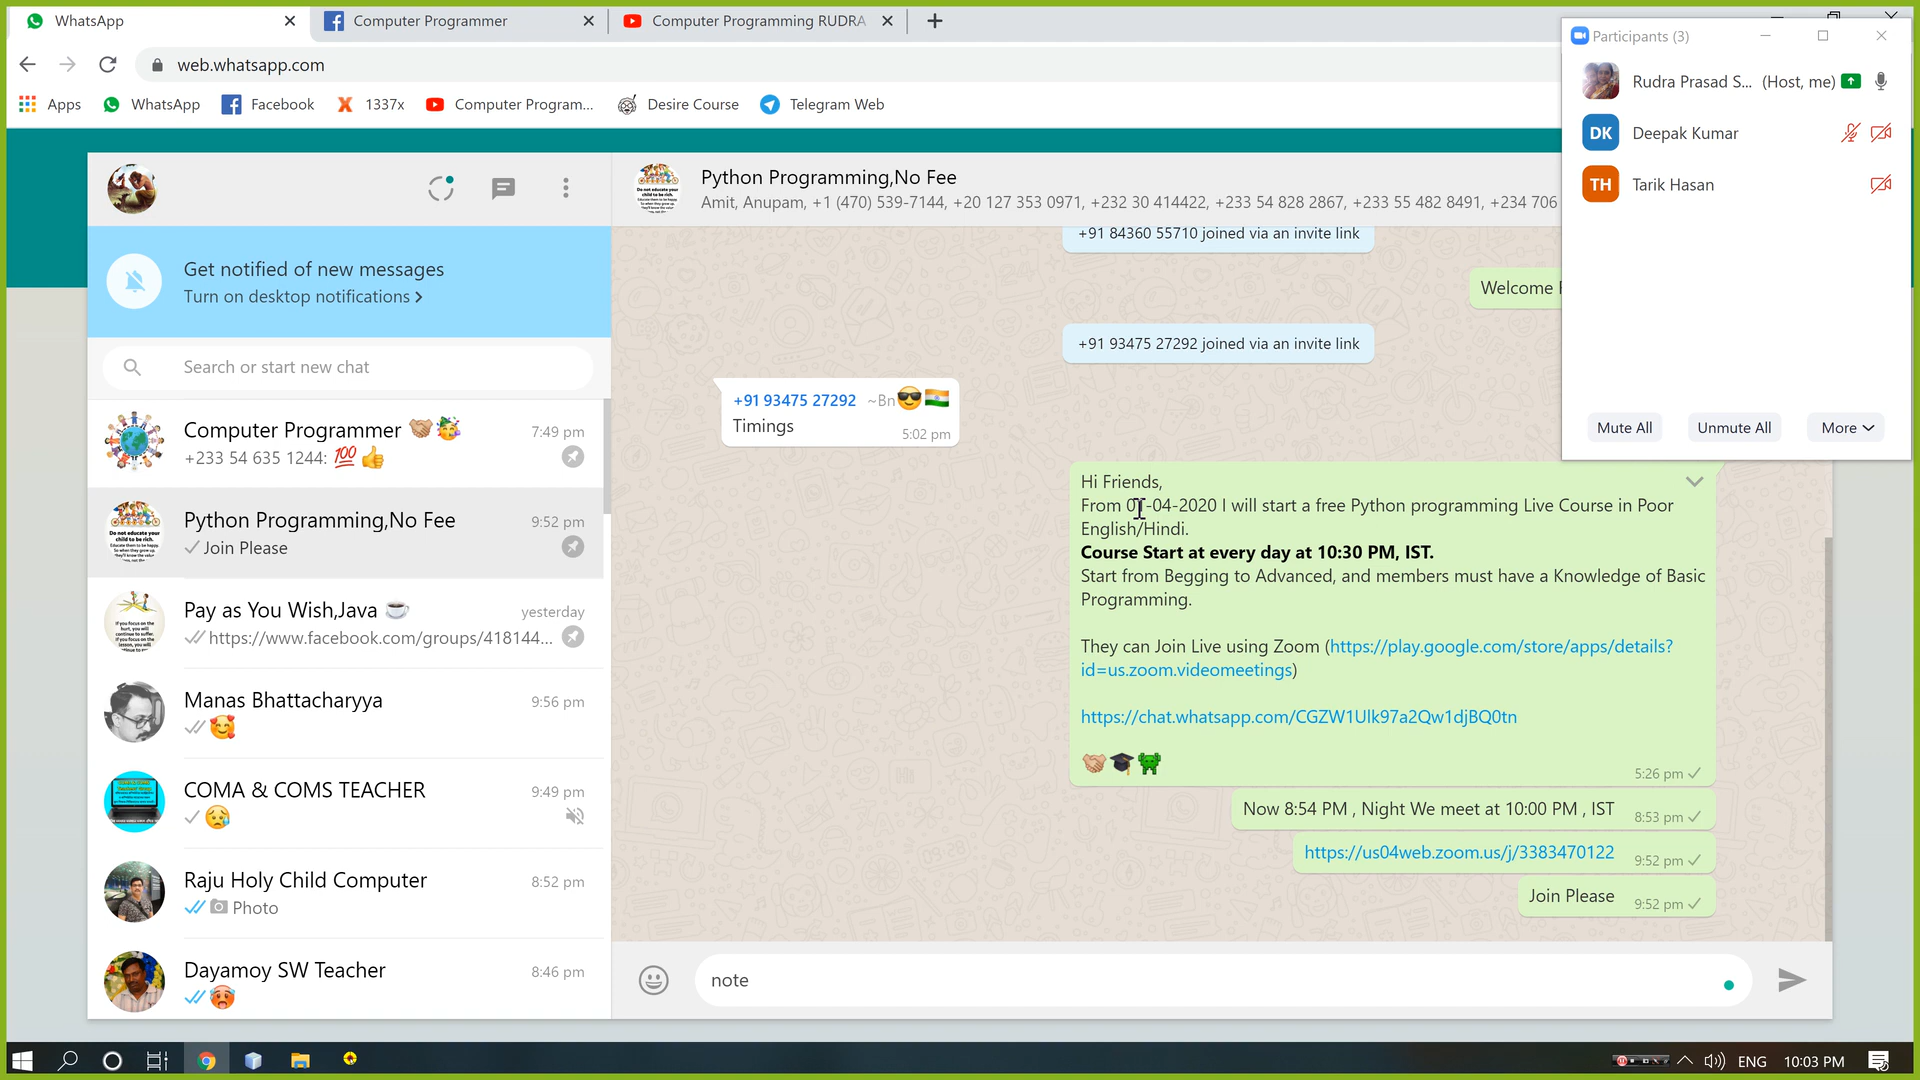 WhatsApp
Computer Programmer
Computer Programming RUDRA
web.whatsapp.com
Apps
WhatsApp
Facebook
1337x
Computer Program...
Desire Course
Telegram Web
Participants (3)
Rudra Prasad S... (Host, me)
DK Deepak Kumar
TH Tarik Hasan
Mute All
Unmute All
More
Get notified of new messages
Turn on desktop notifications >
Search or start new chat
Computer Programmer 7:49 pm
+233 54 635 1244: 💯👍
Python Programming,No Fee 9:52 pm
Join Please
Pay as You Wish,Java yesterday
https://www.facebook.com/groups/418144...
Manas Bhattacharyya 9:56 pm
COMA & COMS TEACHER 9:49 pm
Raju Holy Child Computer 8:52 pm
Photo
Dayamoy SW Teacher 8:46 pm
Python Programming,No Fee
Amit, Anupam, +1 (470) 539-7144, +20 127 353 0971, +232 30 414422, +233 54 828 2867, +233 55 482 8491, +234 706
+91 84360 55710 joined via an invite link
Welcome
+91 93475 27292 joined via an invite link
+91 93475 27292 ~Bn😎🇮🇳
Timings 5:02 pm
Hi Friends,
From 01-04-2020 I will start a free Python programming Live Course in Poor
English/Hindi.
Course Start at every day at 10:30 PM, IST.
Start from Begging to Advanced, and members must have a Knowledge of Basic
Programming.
They can Join Live using Zoom (https://play.google.com/store/apps/details?
id=us.zoom.videomeetings)
https://chat.whatsapp.com/CGZW1Ulk97a2Qw1djBQ0tn
5:26 pm
Now 8:54 PM , Night We meet at 10:00 PM , IST 8:53 pm
https://us04web.zoom.us/j/3383470122 9:52 pm
Join Please 9:52 pm
note
ENG 10:03 PM